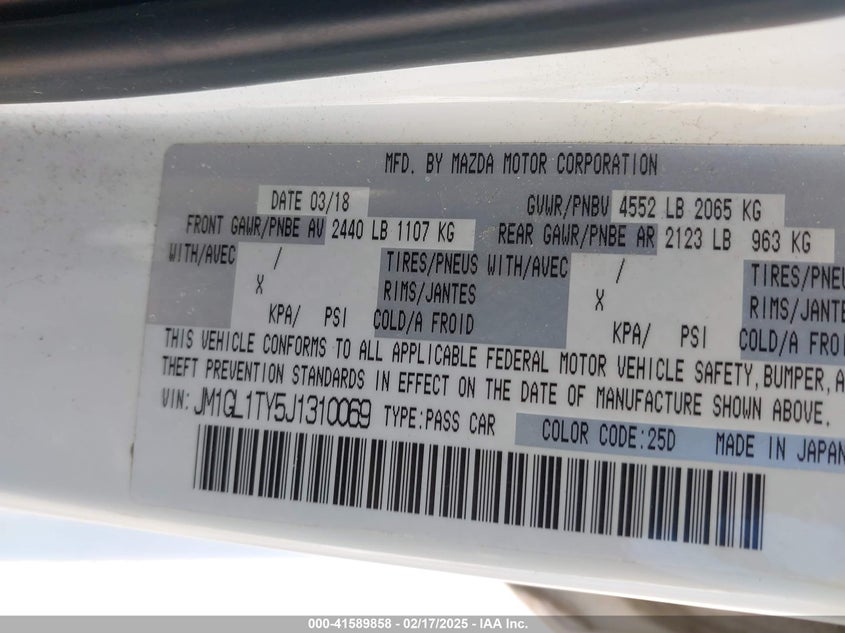 MFD. BY MAZDA MOTOR CORPORATION
DATE 03/18 GVWR/PNBV 4552 LB 2065 KG
FRONT GAWR/PNBE AV 2440 LB 1107 KG REAR GAWR/PNBE AR 2123 LB 963 KG
WITH/AVEC / TIRES/PNEUS WITH/AVEC / TIRES/PNEU
X RIMS/JANTES X RIMS/JANTE
KPA/ PSI COLD/A FROID KPA/ PSI COLD/A FROI
THIS VEHICLE CONFORMS TO ALL APPLICABLE FEDERAL MOTOR VEHICLE SAFETY, BUMPER, A
THEFT PREVENTION STANDARDS IN EFFECT ON THE DATE OF MANUFACTURE SHOWN ABOVE.
VIN: JM1GL1TY5J1310069 TYPE:PASS CAR COLOR CODE:25D MADE IN JAPAN
000-41589858 - 02/17/2025 - IAA Inc.